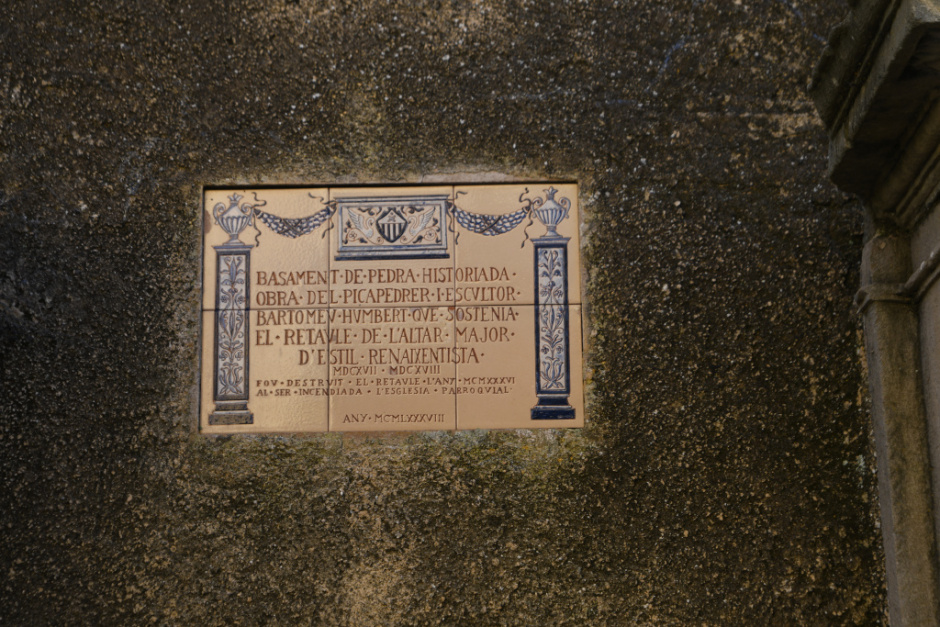 BASAMENT·DE·PEDRA·HISTORIADA·
OBRA·DEL·PICAPEDRER·I·ESCVLTOR
BARTOMEV·HVMBERT·QVE·SOSTENIA·
EL·RETAVLE·DE·L'ALTAR·MAJOR·
D'ESTIL·RENAIXENTISTA·
MDCXVII·MDCXVIII
FOV·DESTRVIT·EL·RETAVLE·L'ANY·MCMXXXVI
AL·SER·INCENDIADA·L'ESGLESIA·PARROQVIAL·
ANY·MCMLXXXVIII